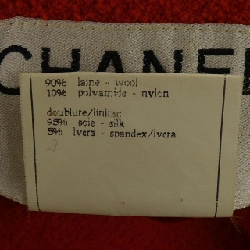 CHANEL
90% laine - wool
10% polyamide - nylon
doublure/lining
95% soie - silk
5% lycra - spandex/lycra